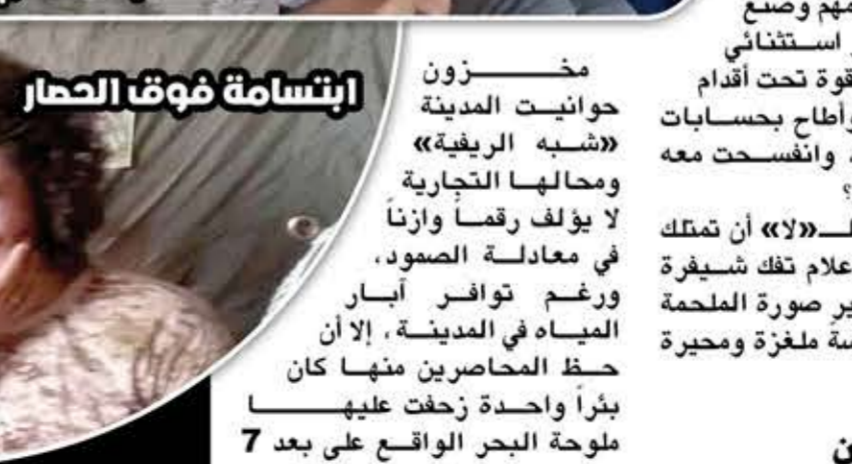 مهم وصنع
استثنائي
قوة تحت أقدام
وأطاح بحسابات
وانفسحت معه
؟
«لا» أن تمتلك
علام تفك شيفرة
ير صورة الملحمة
ملغزة ومحيرة
ابتسامة فوق الحصار
مخزون
حوانيت المدينة
«شبه الريفية»
ومحالها التجارية
لا يؤلف رقماً وازناً
في معادلة الصمود،
ورغم توافر آبار
المياه في المدينة، إلا أن
حظ المحاصرين منها كان
بئراً واحدة زحفت عليها
ملوحة البحر الواقع على بعد 7